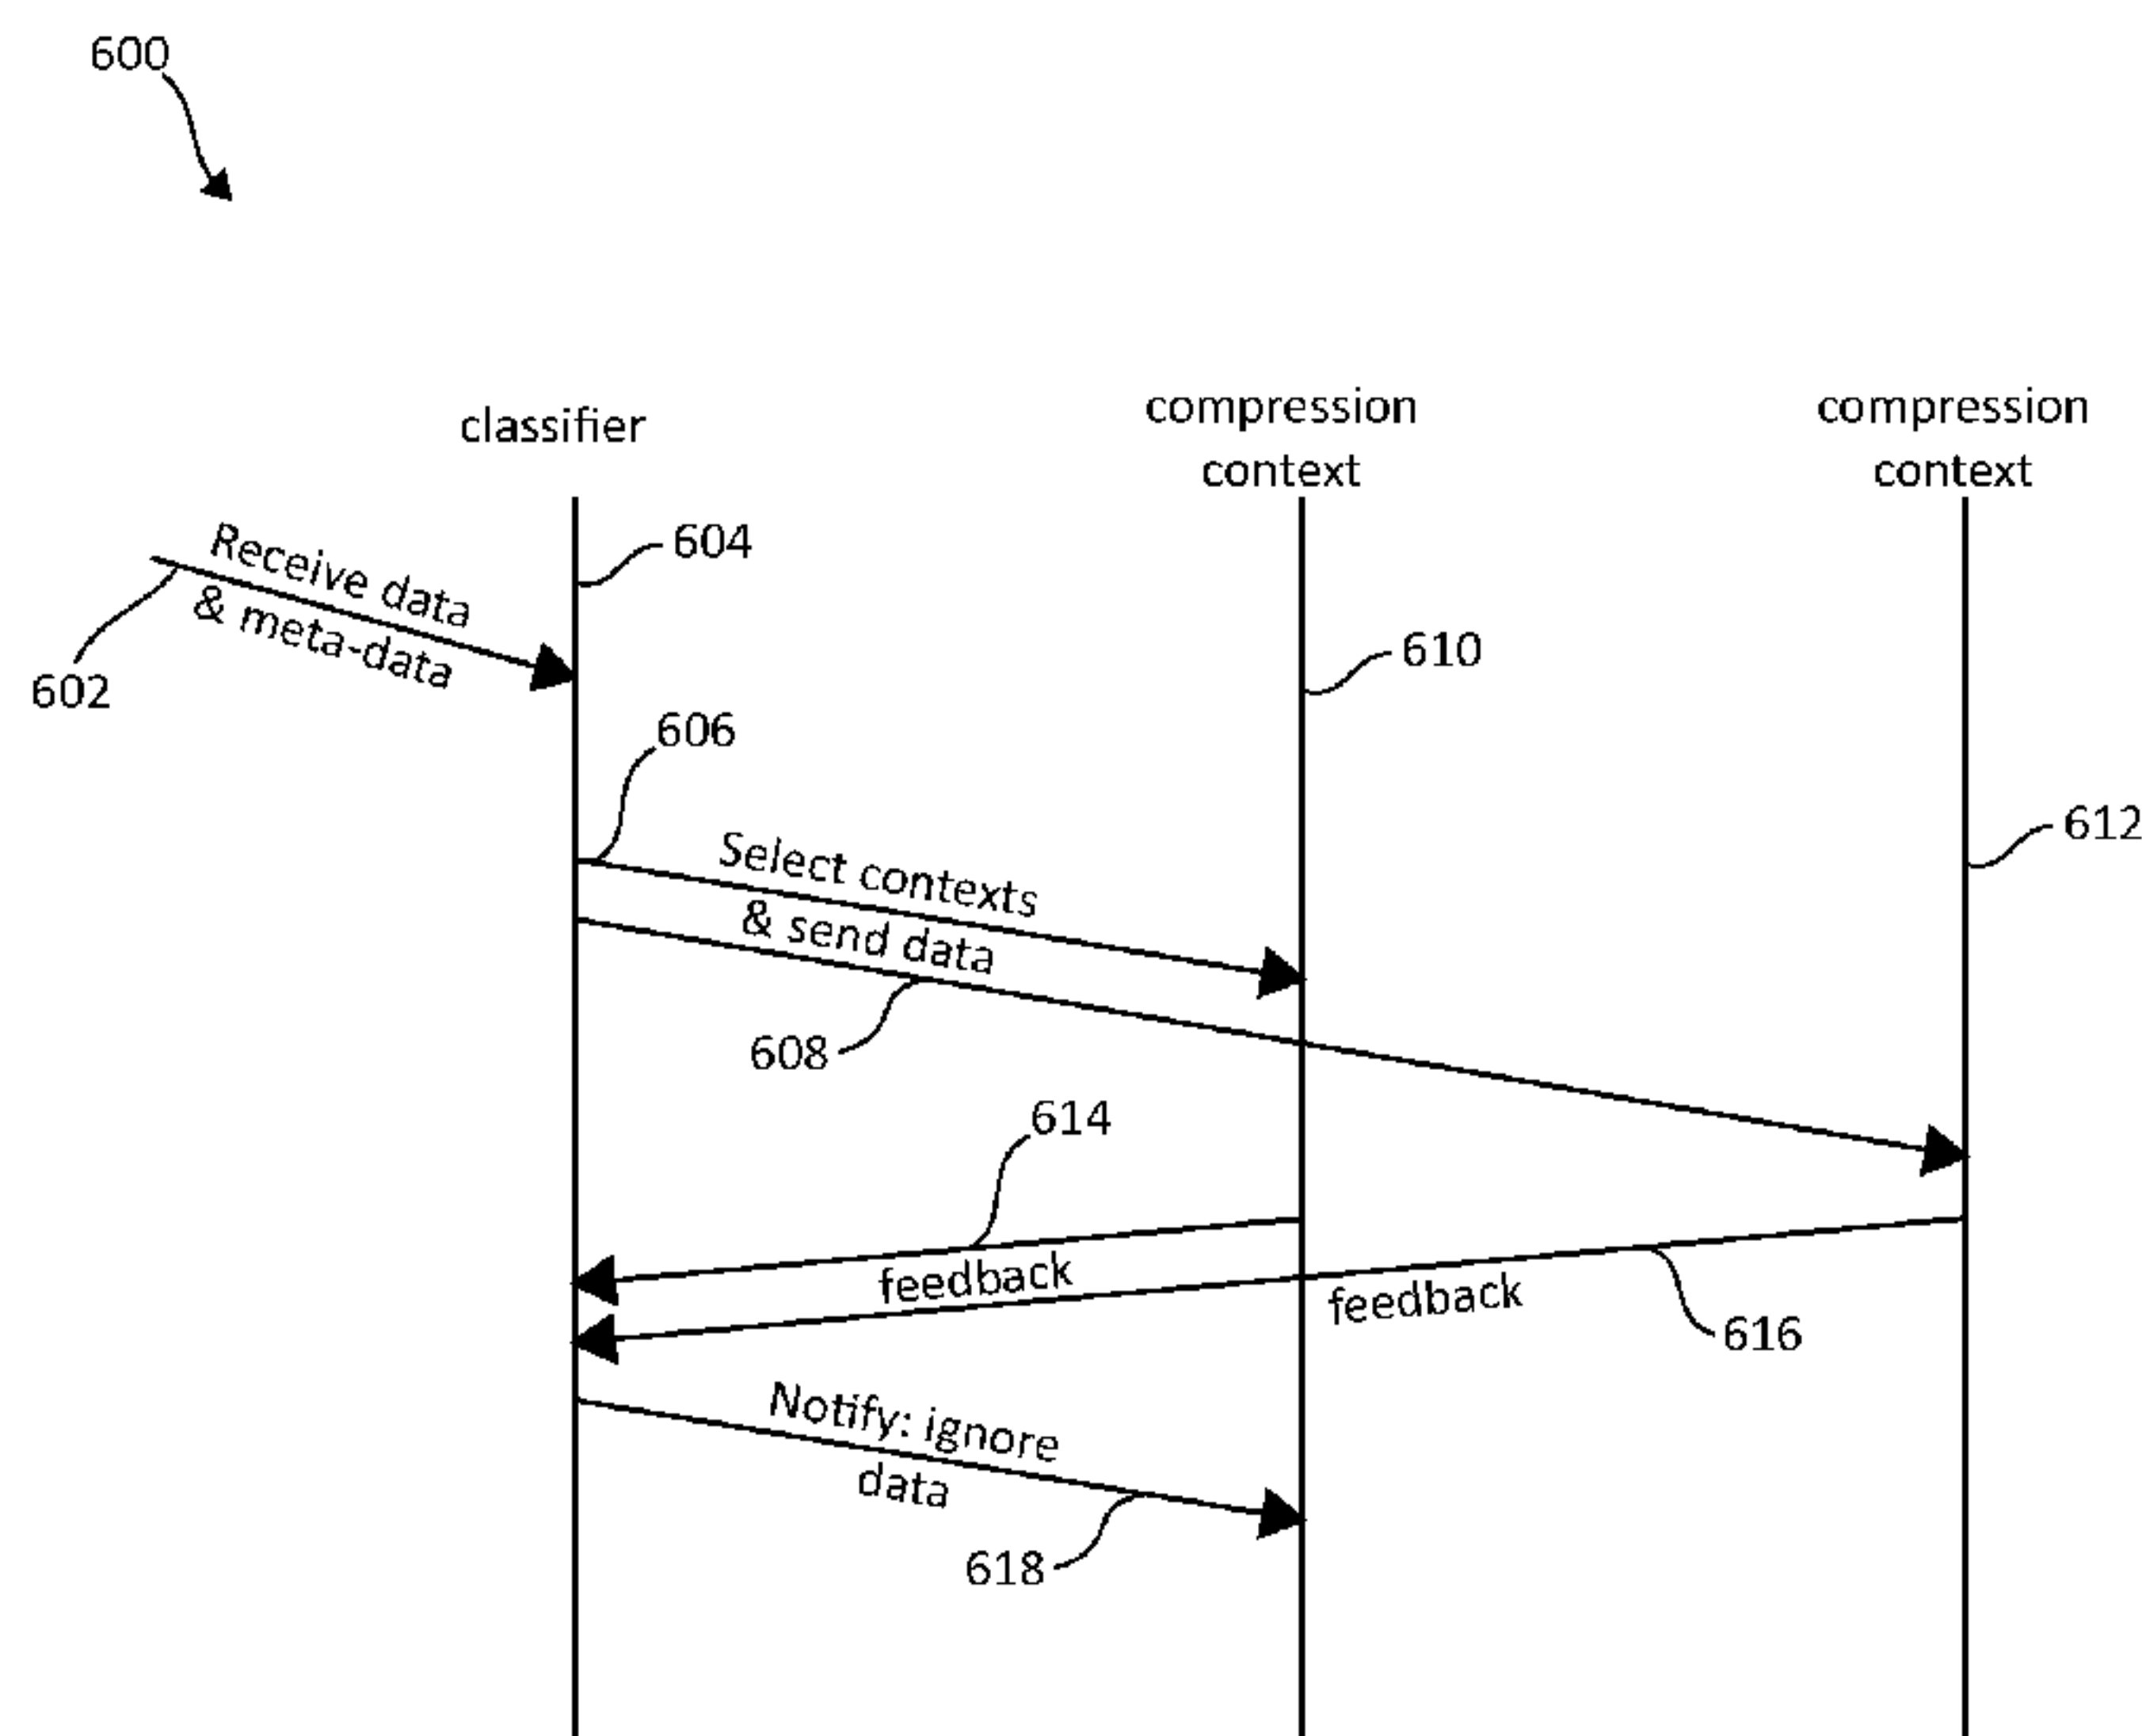 600
classifier
compression
context
compression
context
604
Receive data
& meta-data
602
610
606
612
Select contexts
& send data
608
614
feedback
feedback
616
Notify: ignore
data
618